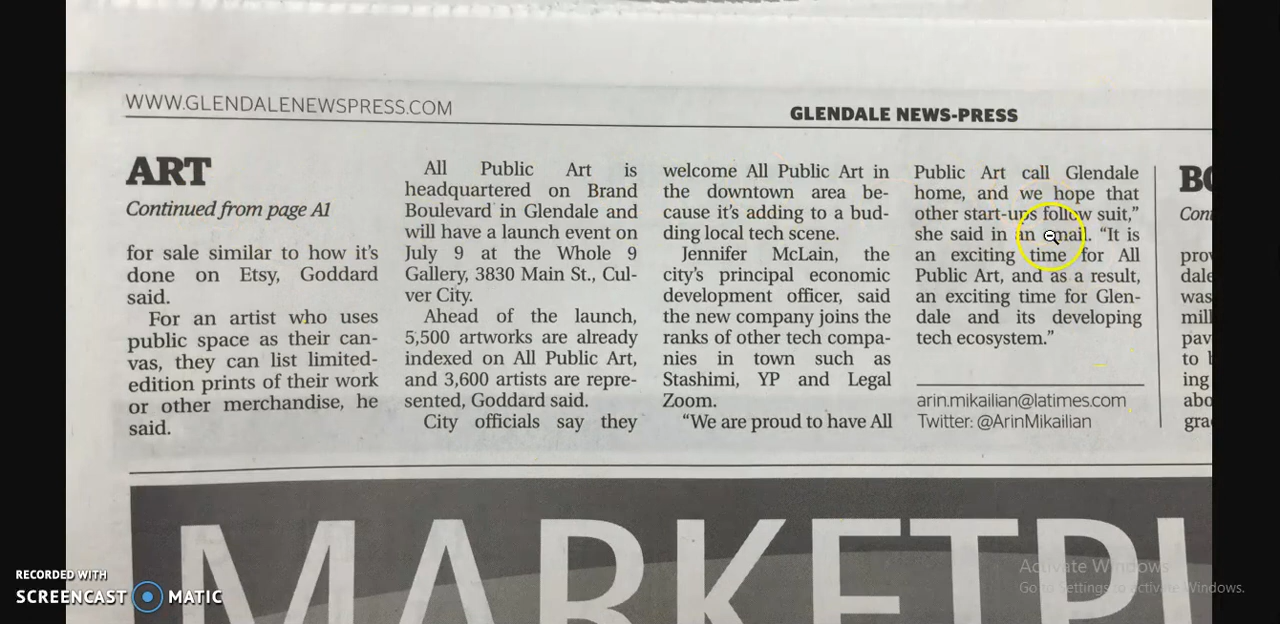 WWW.GLENDALENEWSPRESS.COM
GLENDALE NEWS-PRESS
ART
Continued from page A1
for sale similar to how it's
done on Etsy, Goddard
said.
For an artist who uses
public space as their can-
vas, they can list limited-
edition prints of their work
or other merchandise, he
said.
All Public Art is
headquartered on Brand
Boulevard in Glendale and
will have a launch event on
July 9 at the Whole 9
Gallery, 3830 Main St., Cul-
ver City.
Ahead of the launch,
5,500 artworks are already
indexed on All Public Art,
and 3,600 artists are repre-
sented, Goddard said.
City officials say they
welcome All Public Art in
the downtown area be-
cause it's adding to a bud-
ding local tech scene.
Jennifer McLain, the
city's principal economic
development officer, said
the new company joins the
ranks of other tech compa-
nies in town such as
Stashimi, YP and Legal
Zoom.
“We are proud to have All
Public Art call Glendale
home, and we hope that
other start-ups follow suit,”
she said in an email. “It is
an exciting time for All
Public Art, and as a result,
an exciting time for Glen-
dale and its developing
tech ecosystem.”
arin.mikailian@latimes.com
Twitter: @ArinMikailian
Activate Windows
Go to Settings to activate Windows.
RECORDED WITH
SCREENCAST MATIC